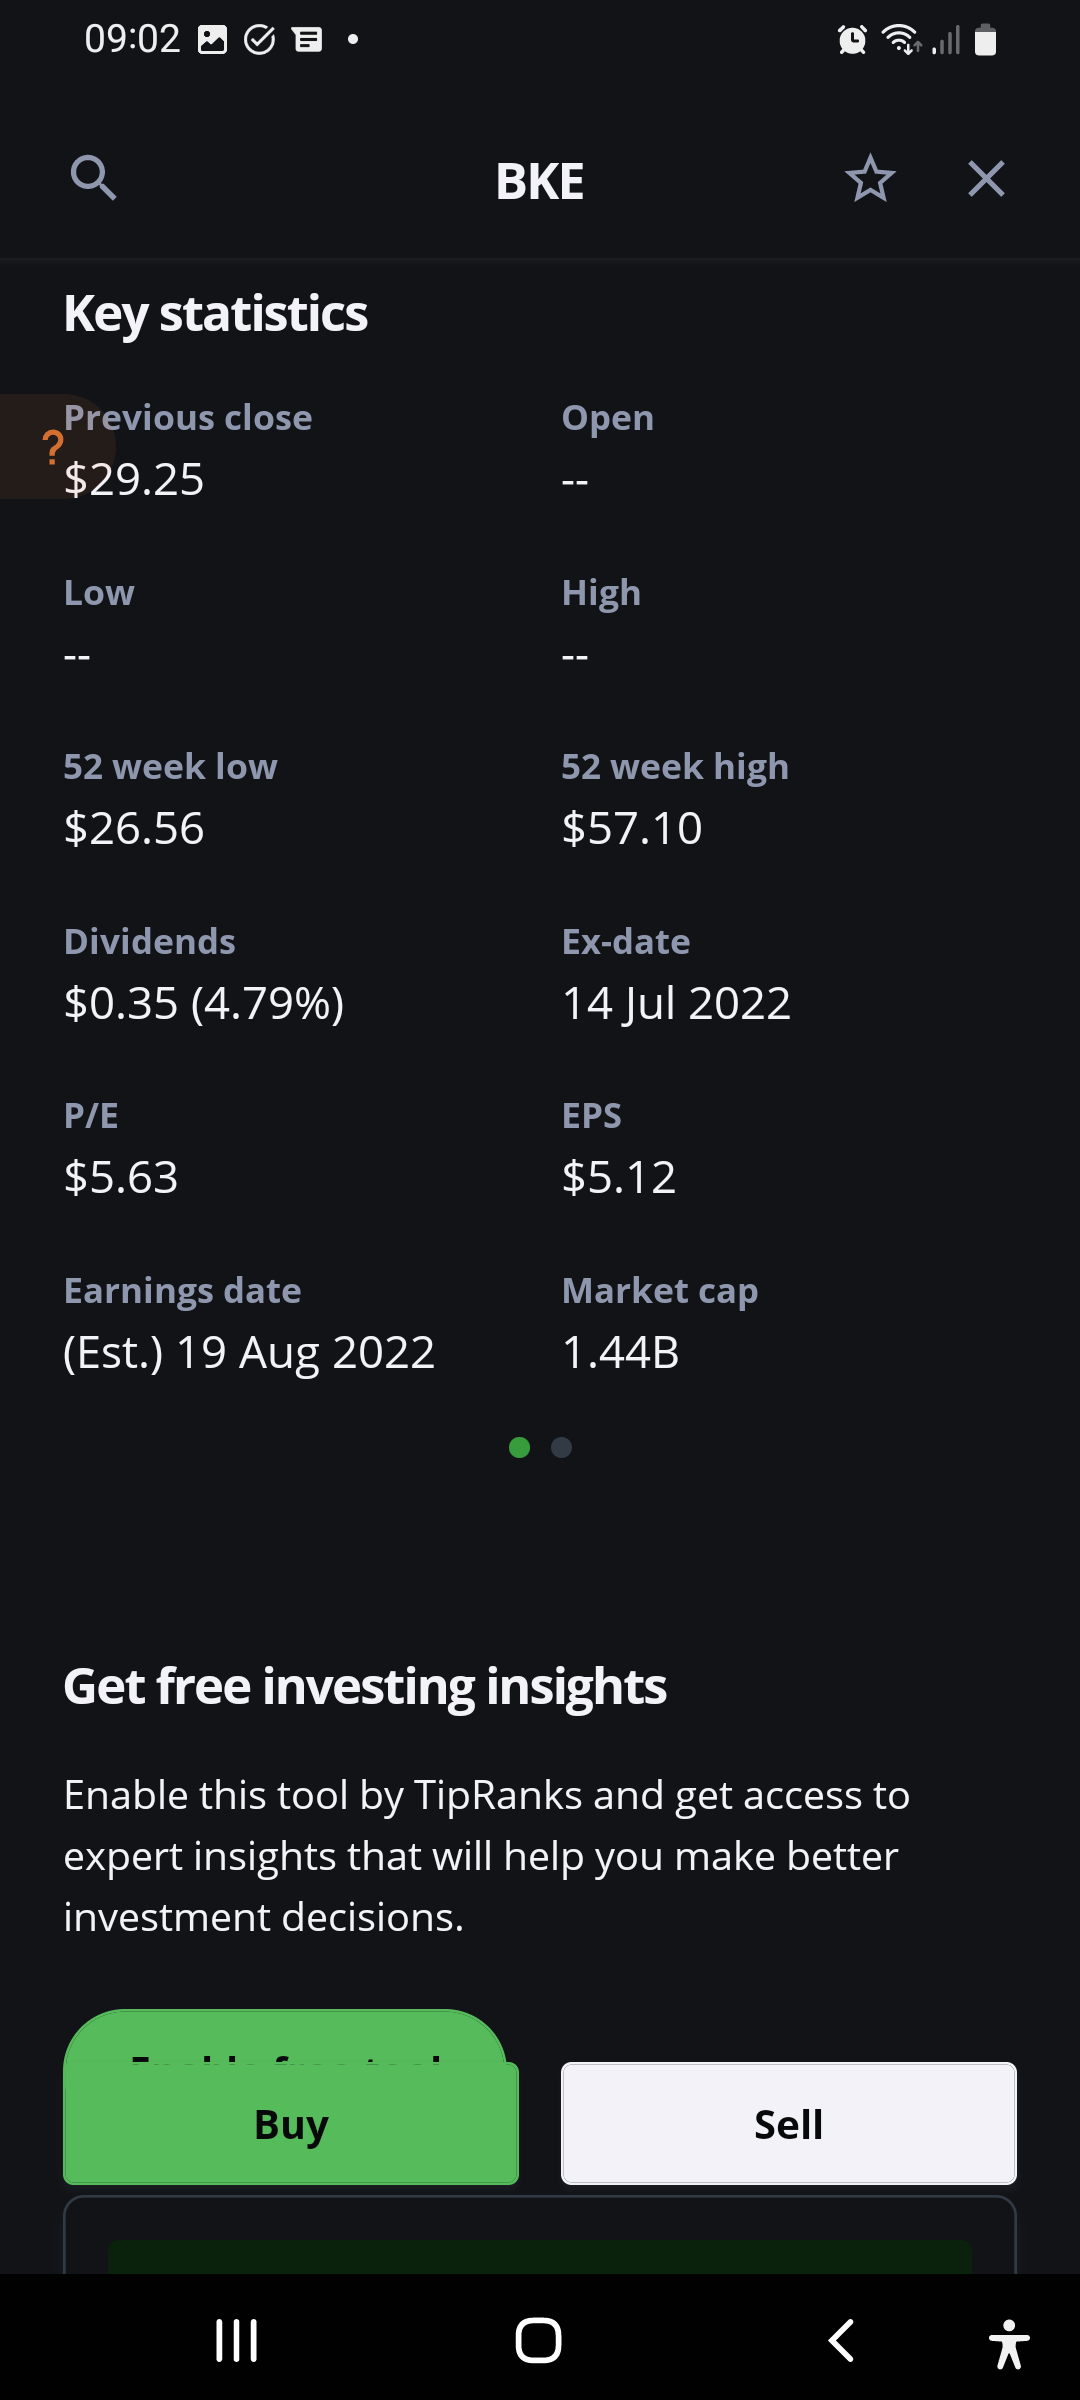 09:02
BKE
Key statistics
Previous close
$29.25
Open
--
Low
--
High
--
52 week low
$26.56
52 week high
$57.10
Dividends
$0.35 (4.79%)
Ex-date
14 Jul 2022
P/E
$5.63
EPS
$5.12
Earnings date
(Est.) 19 Aug 2022
Market cap
1.44B
?
Get free investing insights
Enable this tool by TipRanks and get access to
expert insights that will help you make better
investment decisions.
Enable free tool
Buy
Sell